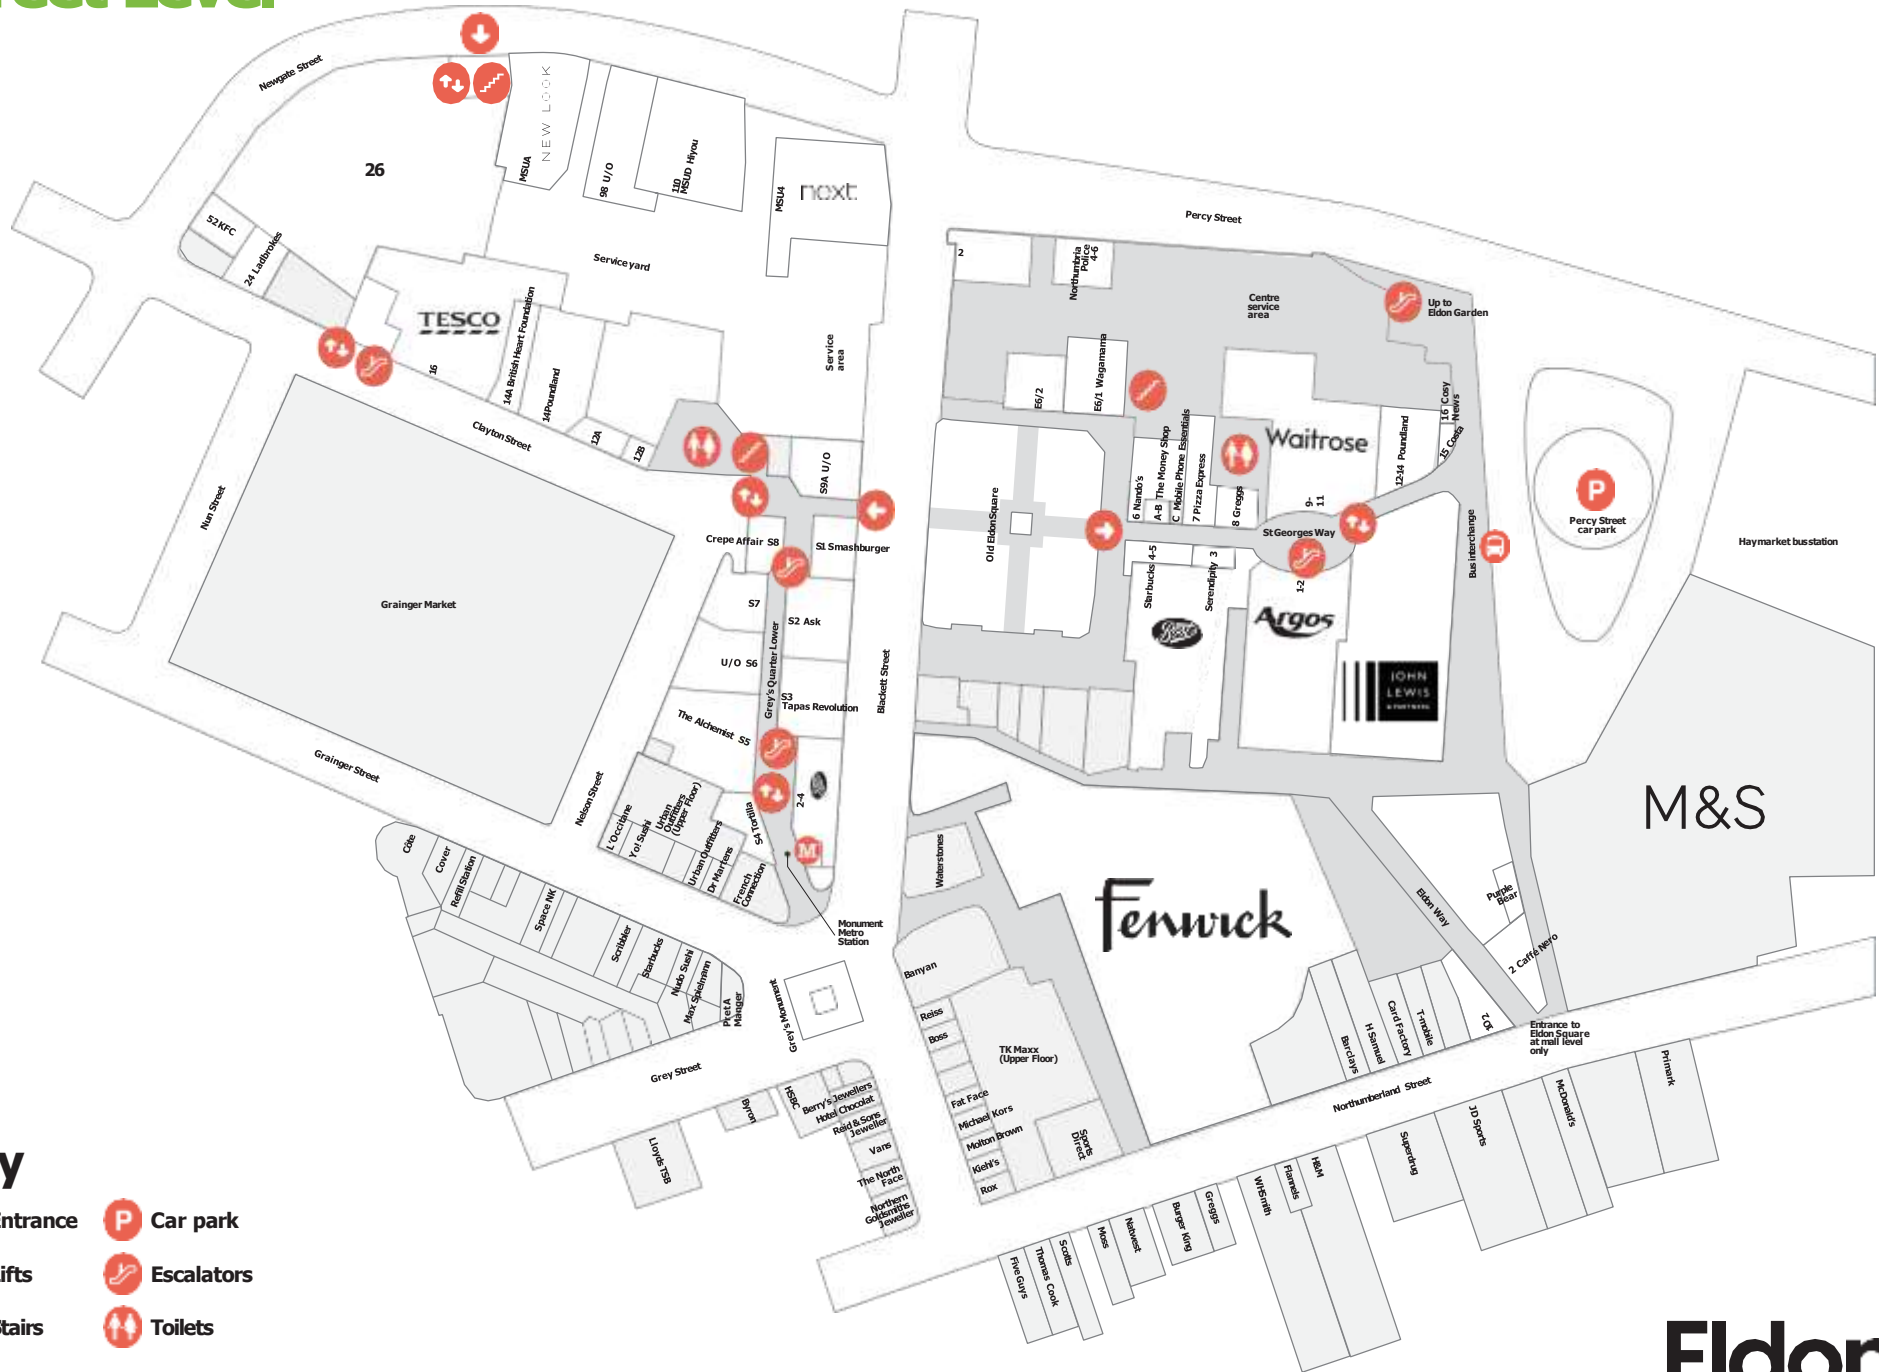 Newgate Street
26
NEW LOOK
MSUA
98 U/O
110
MSUD Hiyou
MSU4
next
52 KFC
24 Ladbrokes
Service yard
TESCO
16
14A British Heart Foundation
14 Poundland
12A
12B
Service
area
Clayton Street
Nun Street
Grainger Market
Grainger Street
Nelson Street
S9A U/O
Crepe Affair S8
S1 Smashburger
S7
S2 Ask
U/O S6
Grey's Quarter Lower
S3
Tapas Revolution
The Alchemist S5
2-4
S4 Tortilla
M
Blackett Street
L'Occitane
Yo! Sushi
Urban
Outfitters
(Upper Floor)
Urban Outfitters
Dr Martens
French
Connection
Monument
Metro
Station
Percy Street
2
Northumbria
Police
4-6
Centre
service
area
Up to
Eldon Garden
E6/2
E6/1 Wagamama
Old Eldon Square
6 Nando's
A-B The Money Shop
C Mobile Phone Essentials
7 Pizza Express
8 Greggs
Waitrose
9-
11
12-14 Poundland
16 Cosy
News
15 Costa
St Georges Way
Starbucks 4-5
Serendipity 3
1-2
Boots
Argos
JOHN
LEWIS
& PARTNERS
Bus interchange
P
Percy Street
car park
Haymarket bus station
M&S
Fenwick
Waterstones
Eldon Way
Purple
Bear
2 Caffé Nero
1D2
Entrance to
Eldon Square
at mall level
only
Côte
Cover
Refill Station
Space NK
Scribbler
Starbucks
Nudo Sushi
Max Spielmann
Pret A
Manger
Grey's Monument
Grey Street
Byron
HSBC
Lloyds TSB
Berry's Jewellers
Hotel Chocolat
Reid & Sons
Jeweller
Vans
The North
Face
Northern
Goldsmiths
Jeweller
Banyan
Reiss
Boss
TK Maxx
(Upper Floor)
Fat Face
Michael Kors
Molton Brown
Kiehl's
Rox
Sports
Direct
Barclays
H Samuel
Card Factory
T-mobile
Northumberland Street
Five Guys
Thomas Cook
Scotts
Moss
Natwest
Burger King
Greggs
WHSmith
Flannels
H&M
Superdrug
JD Sports
McDonald's
Primark
y
Entrance
P Car park
ifts
Escalators
Stairs
Toilets
Eldon